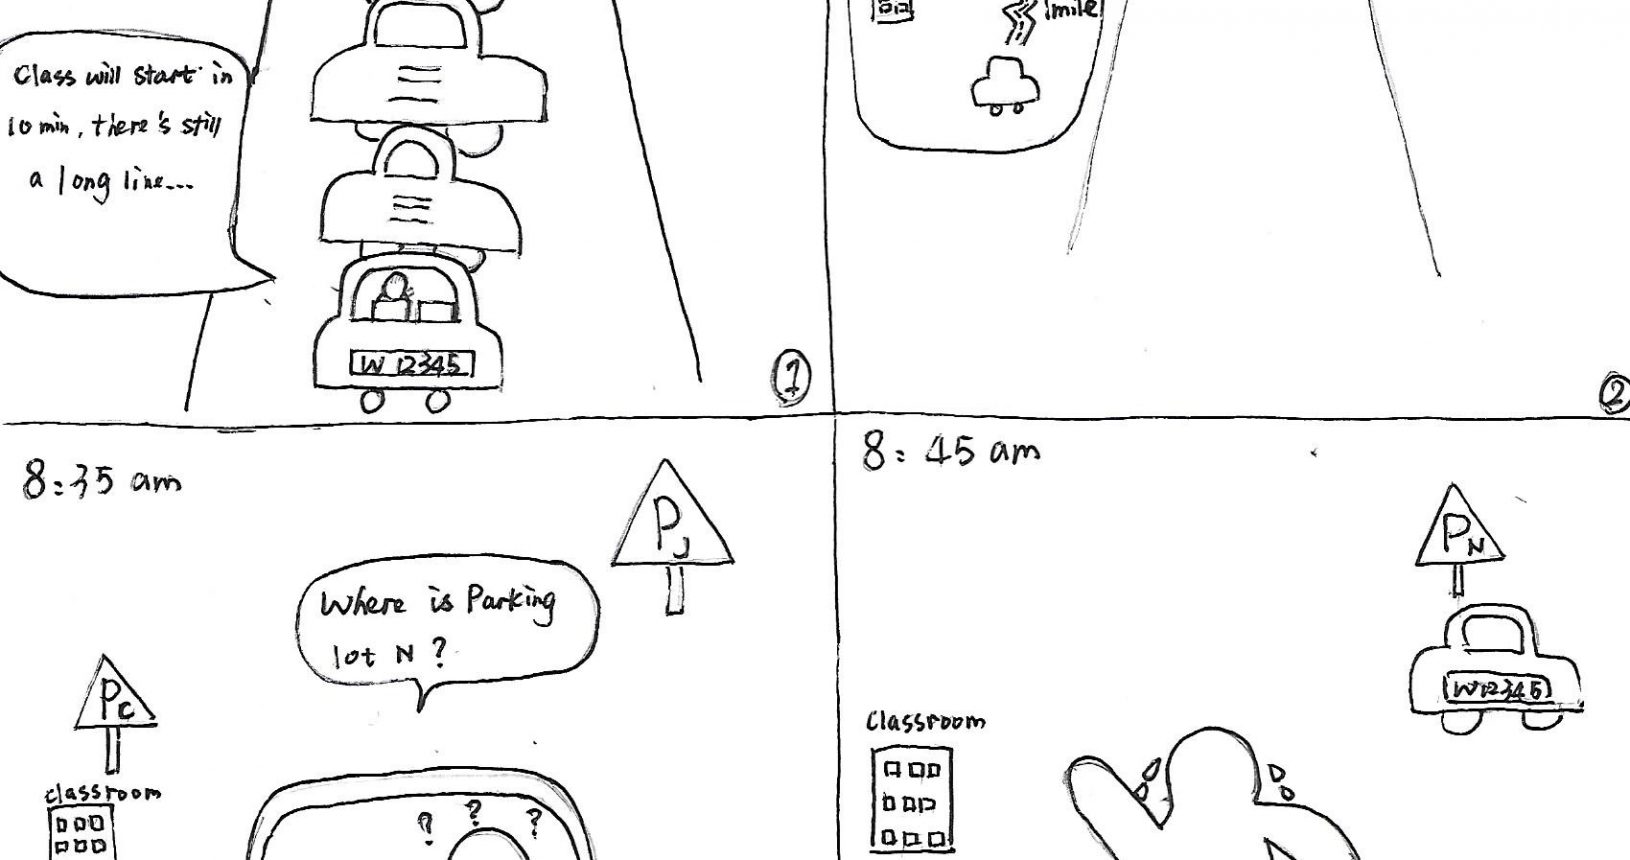 Class will start in
10 min, there's still
a long line...
W 12345
1
1mile
2
8:35 am
PJ
Where is Parking
lot N ?
Pc
classroom
? ? ?
8:45 am
PN
W12345
Classroom